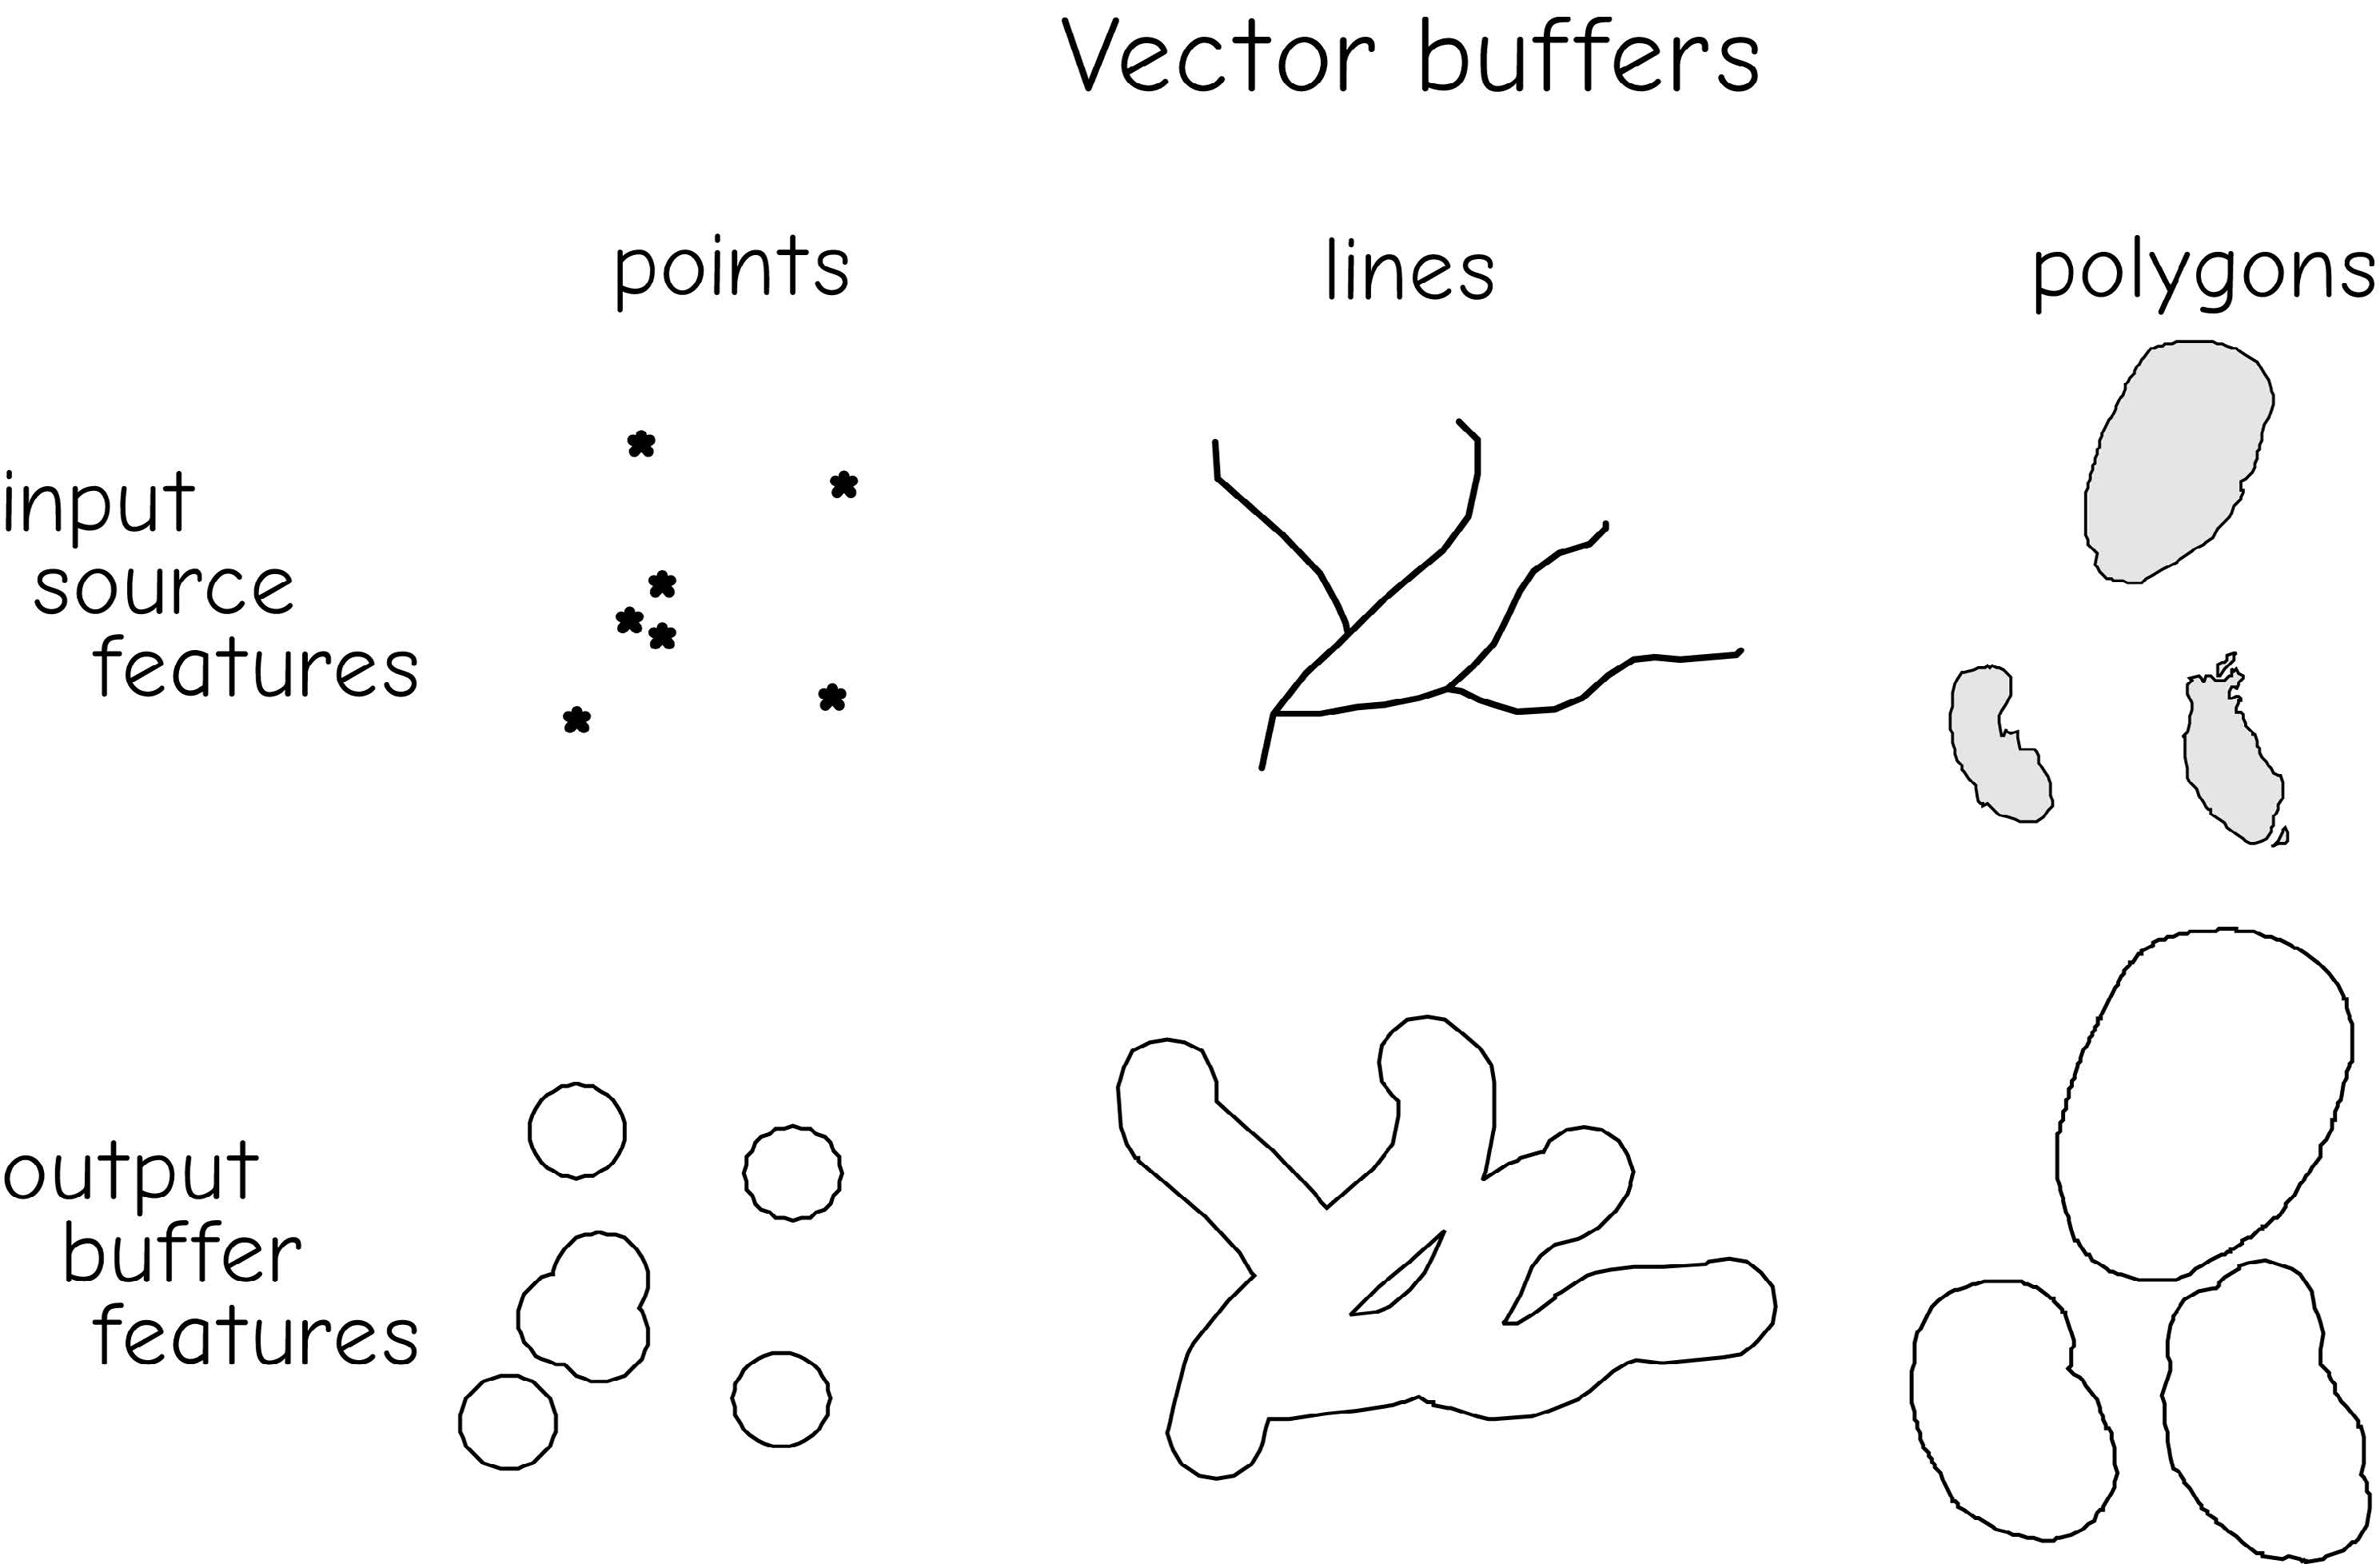 Vector buffers
points
lines
polygons
input
source
features
output
buffer
features